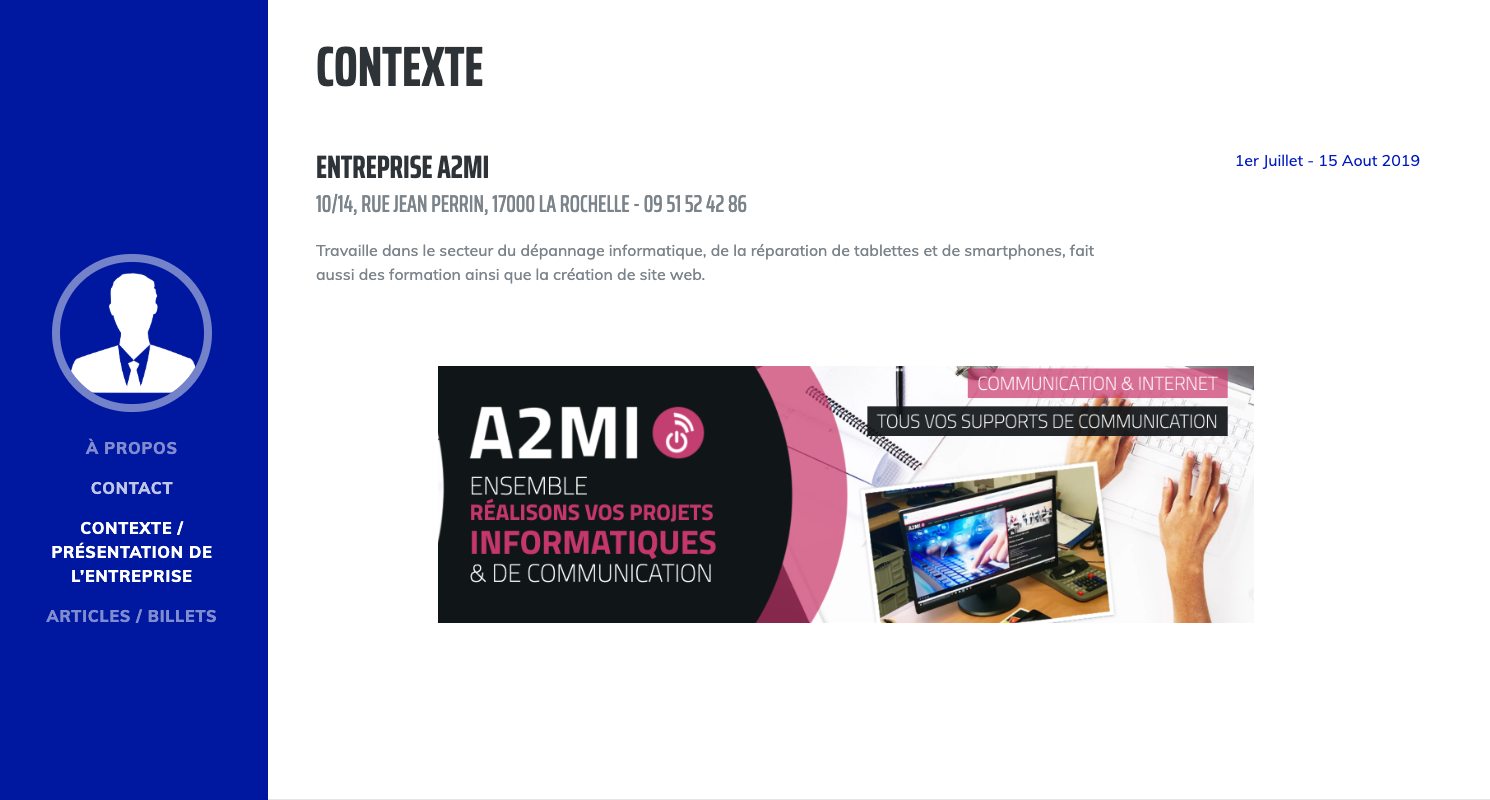 À PROPOS
CONTACT
CONTEXTE /
PRÉSENTATION DE
L'ENTREPRISE
ARTICLES / BILLETS
CONTEXTE
ENTREPRISE A2MI
1er Juillet - 15 Aout 2019
10/14, RUE JEAN PERRIN, 17000 LA ROCHELLE - 09 51 52 42 86
Travaille dans le secteur du dépannage informatique, de la réparation de tablettes et de smartphones, fait
aussi des formation ainsi que la création de site web.
COMMUNICATION & INTERNET
TOUS VOS SUPPORTS DE COMMUNICATION
A2MI
ENSEMBLE
RÉALISONS VOS PROJETS
INFORMATIQUES
& DE COMMUNICATION
A2MI